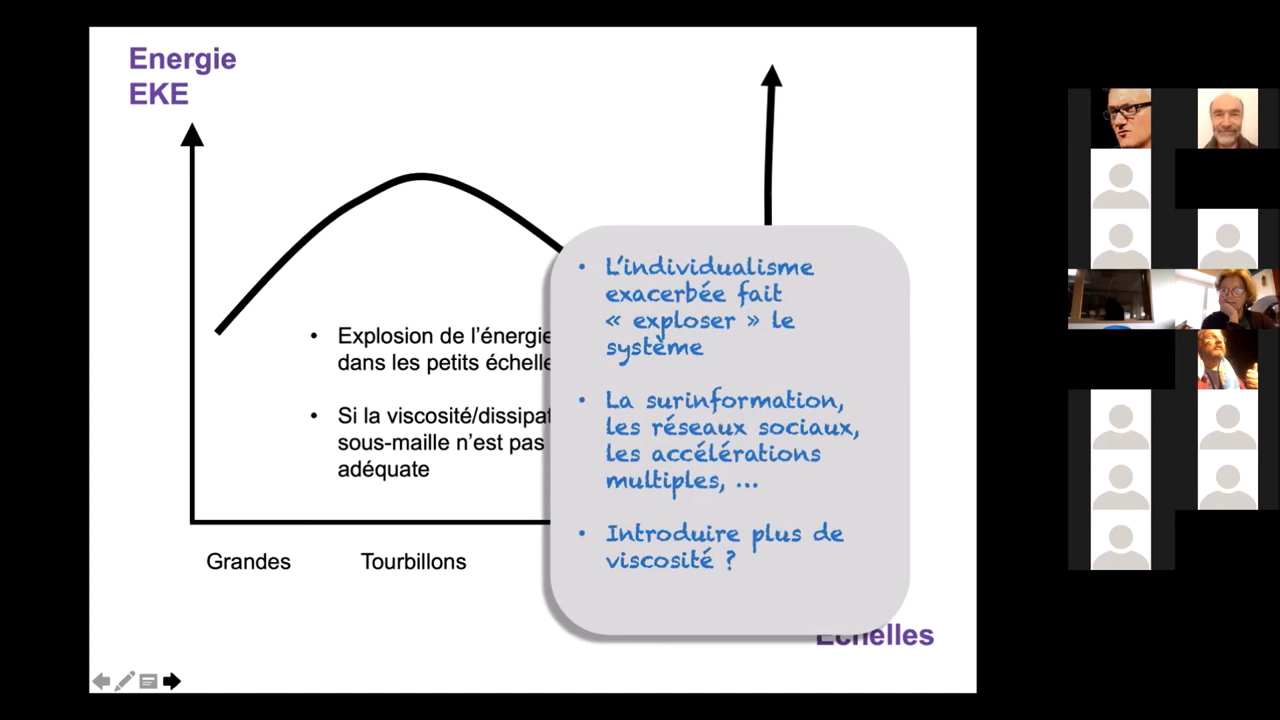 Energie
EKE
• Explosion de l'énergie
dans les petits échelle
• Si la viscosité/dissipat
sous-maille n'est pas
adéquate
• L'individualisme
exacerbée fait
« exploser » le
système
• La surinformation,
les réseaux sociaux,
les accélérations
multiples, ...
• Introduire plus de
viscosité ?
Grandes
Tourbillons
Echelles